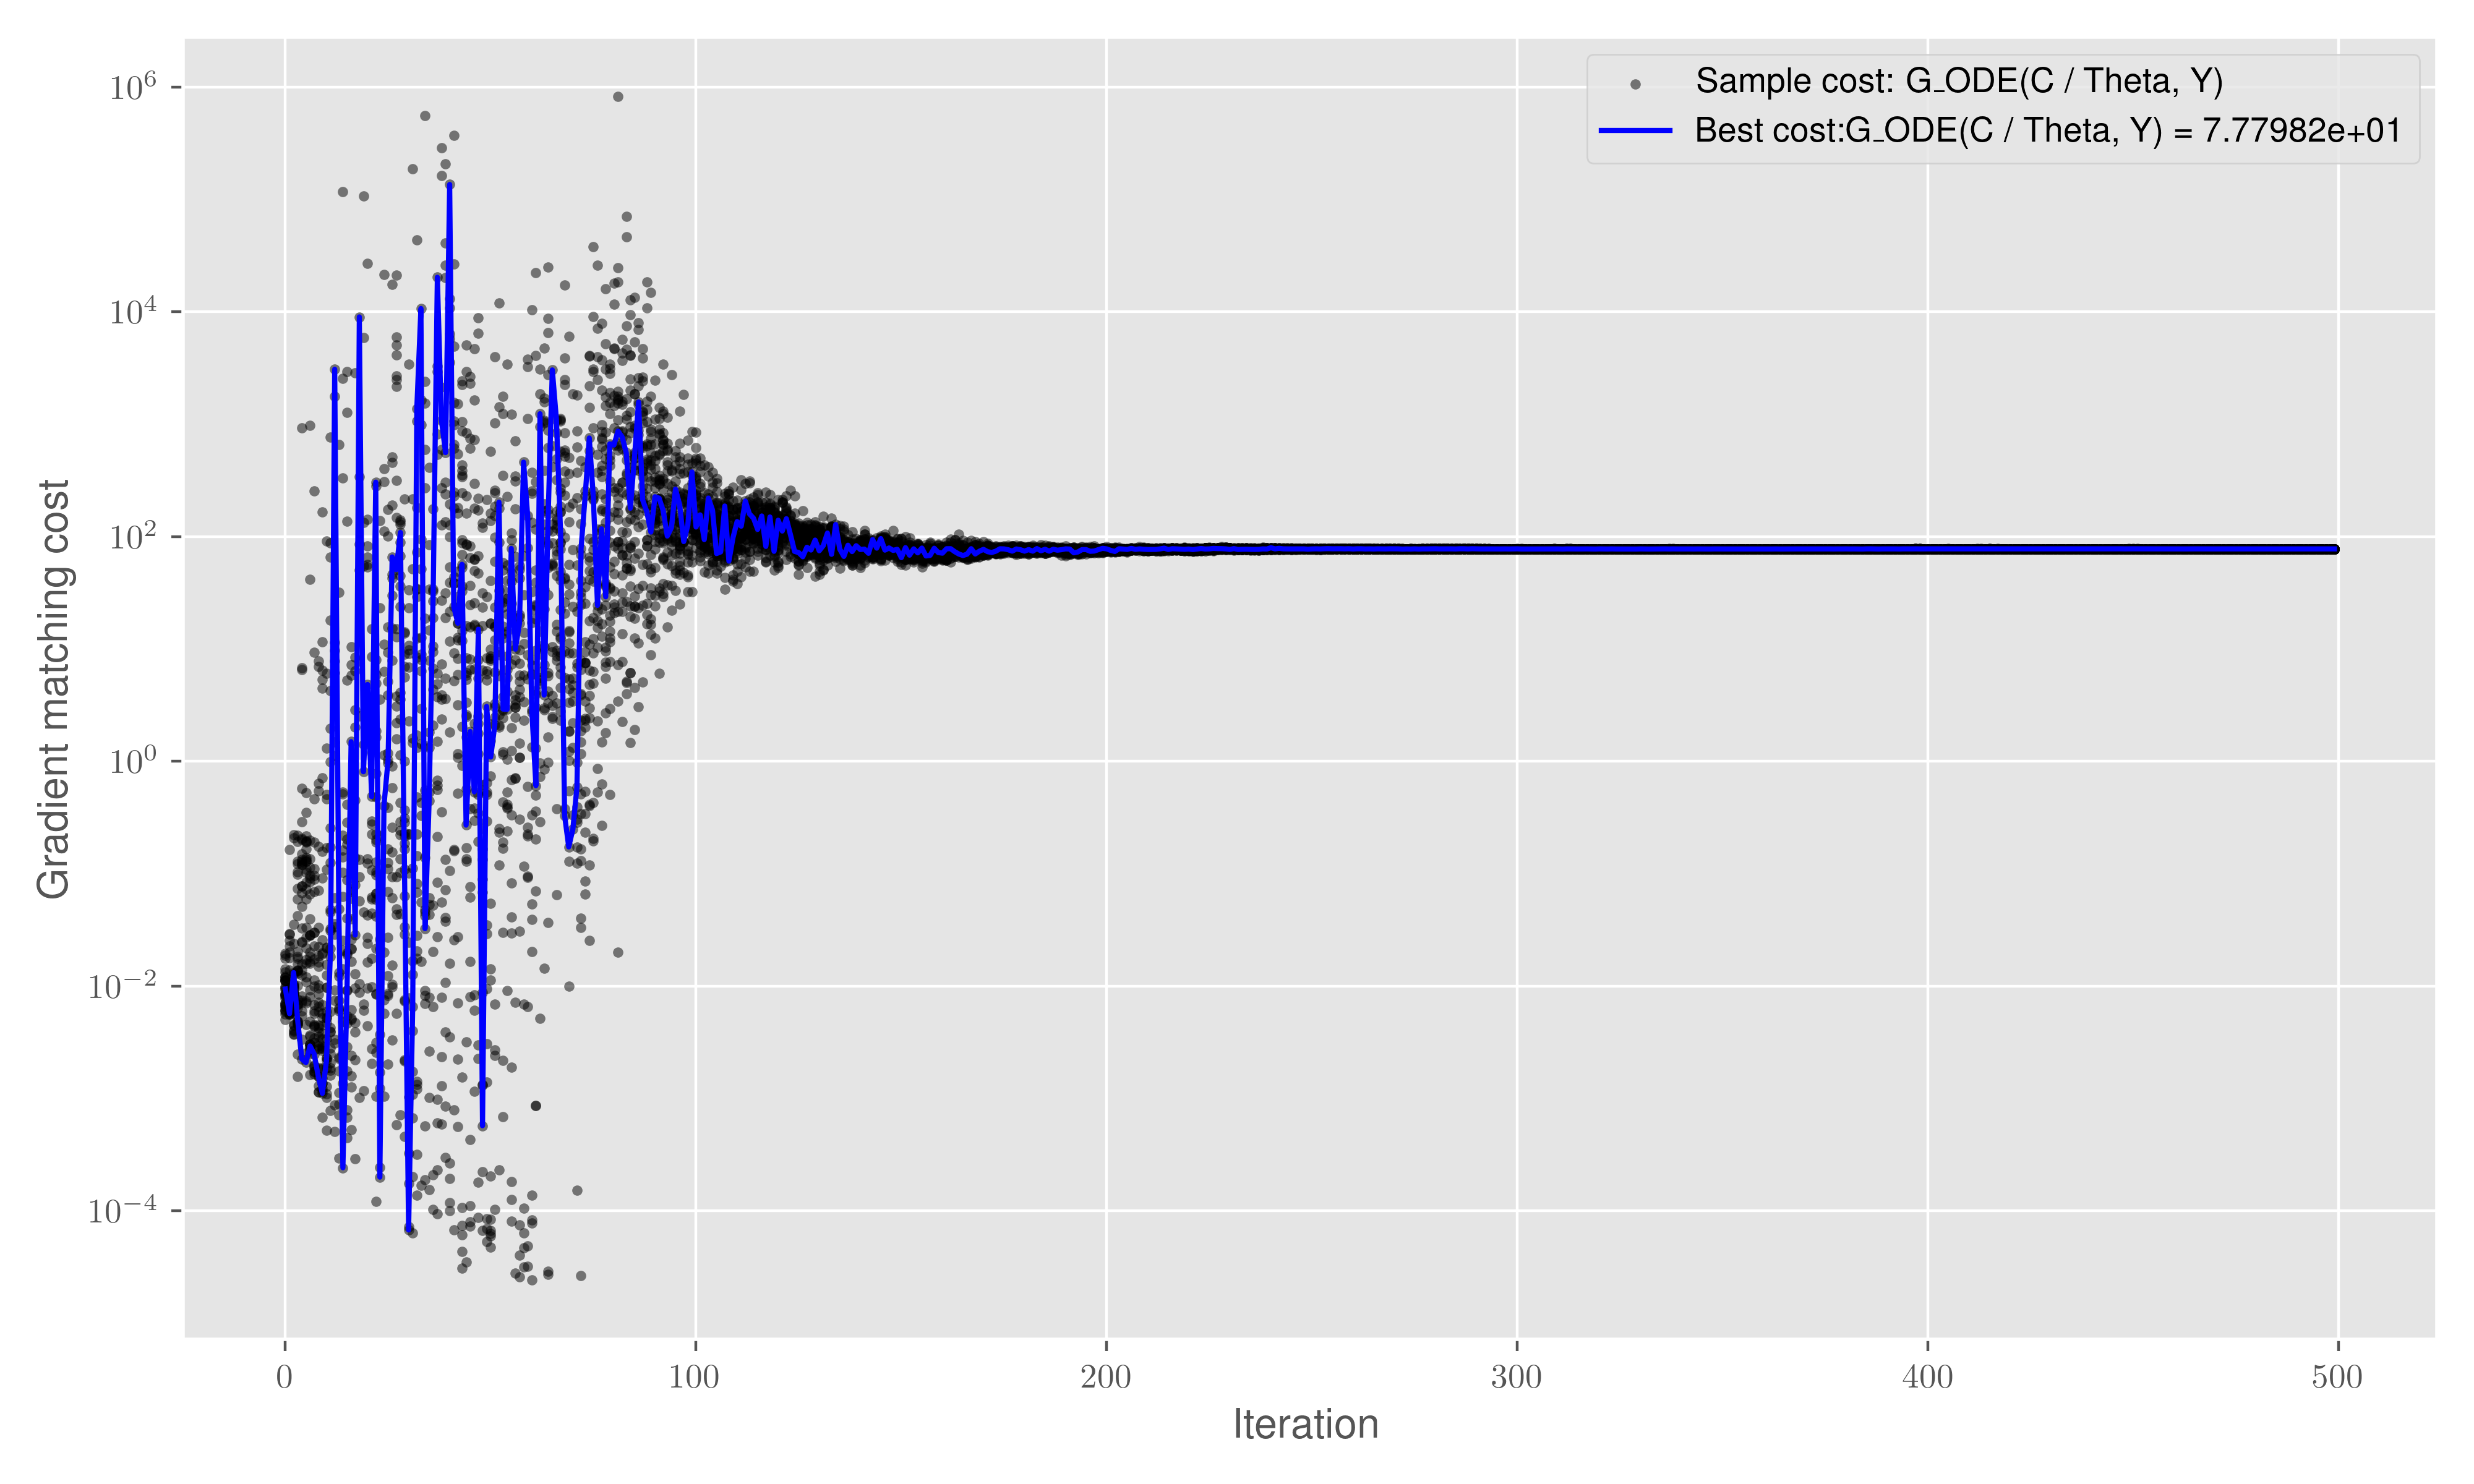 Sample cost: G_ODE(C / Theta, Y)
Best cost:G_ODE(C / Theta, Y) = 7.77982e+01
Gradient matching cost
10^6
10^4
10^2
10^0
10^−2
10^−4
0 100 200 300 400 500
Iteration